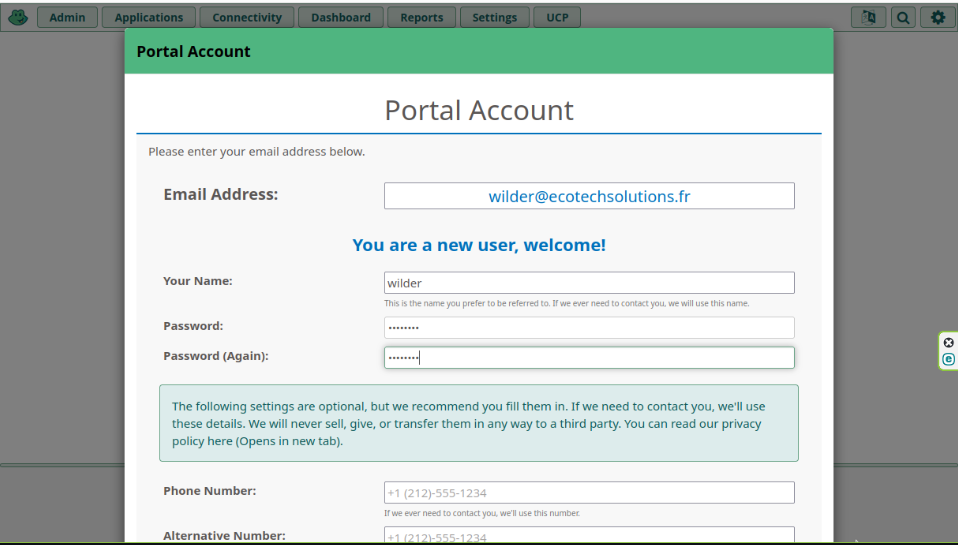 Admin Applications Connectivity Dashboard Reports Settings UCP
Portal Account
Portal Account
Please enter your email address below.
Email Address: wilder@ecotechsolutions.fr
You are a new user, welcome!
Your Name: wilder
This is the name you prefer to be referred to. If we ever need to contact you, we will use this name.
Password: ········
Password (Again): ········
The following settings are optional, but we recommend you fill them in. If we need to contact you, we'll use
these details. We will never sell, give, or transfer them in any way to a third party. You can read our privacy
policy here (Opens in new tab).
Phone Number: +1 (212)-555-1234
If we ever need to contact you, we'll use this number.
Alternative Number: +1 (212)-555-1234